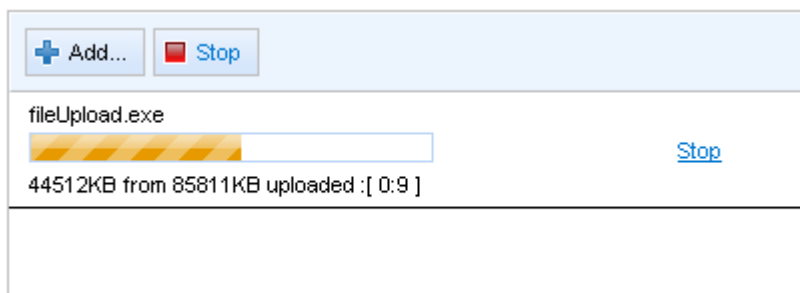 Add... Stop
fileUpload.exe
Stop
44512KB from 85811KB uploaded :[ 0:9 ]